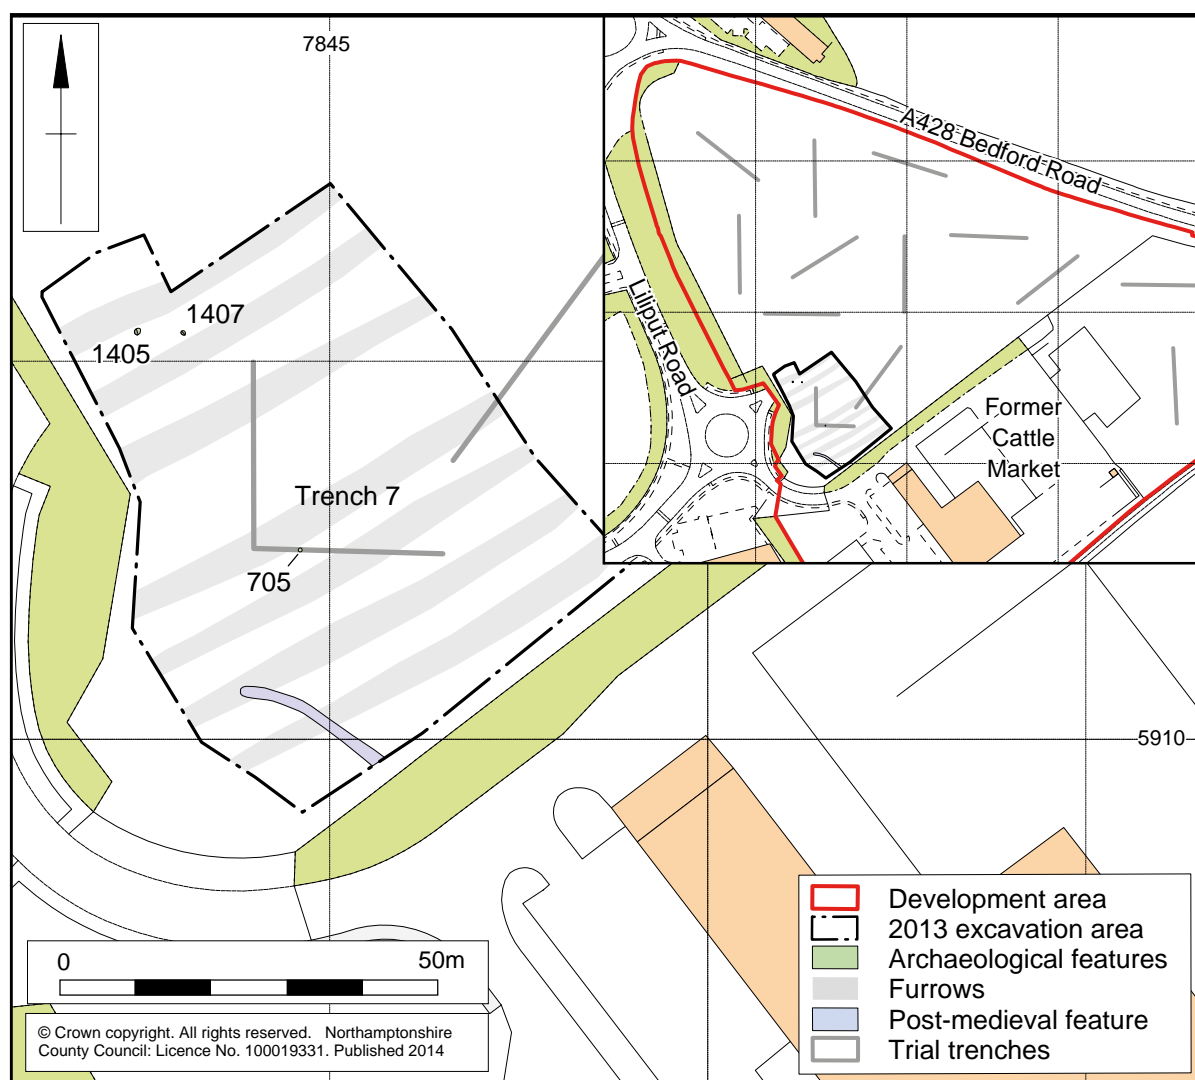 7845
A428 Bedford Road
Liliput Road
Former
Cattle
Market
1407
1405
Trench 7
705
5910
Development area
2013 excavation area
Archaeological features
Furrows
Post-medieval feature
Trial trenches
0 50m
© Crown copyright. All rights reserved. Northamptonshire
County Council: Licence No. 100019331. Published 2014